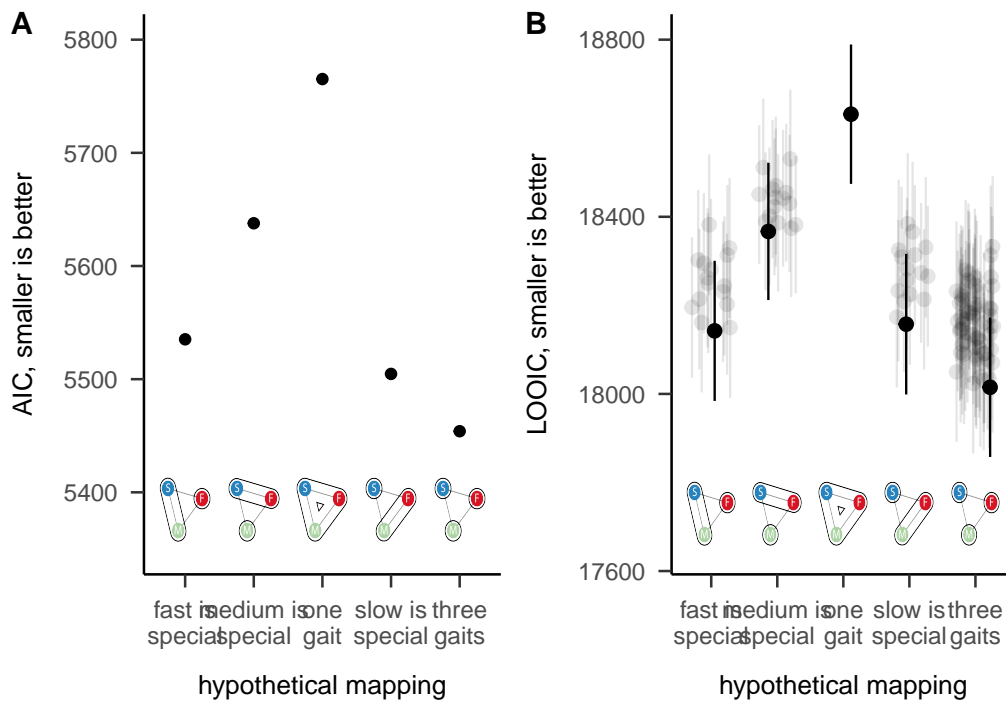 A
AIC, smaller is better
5800
5700
5600
5500
5400
S F M
S F M
S F M
S F M
S F M
fast is special
medium is special
one gait
slow is special
three gaits
hypothetical mapping
B
LOOIC, smaller is better
18800
18400
18000
17600
S F M
S F M
S F M
S F M
S F M
fast is special
medium is special
one gait
slow is special
three gaits
hypothetical mapping